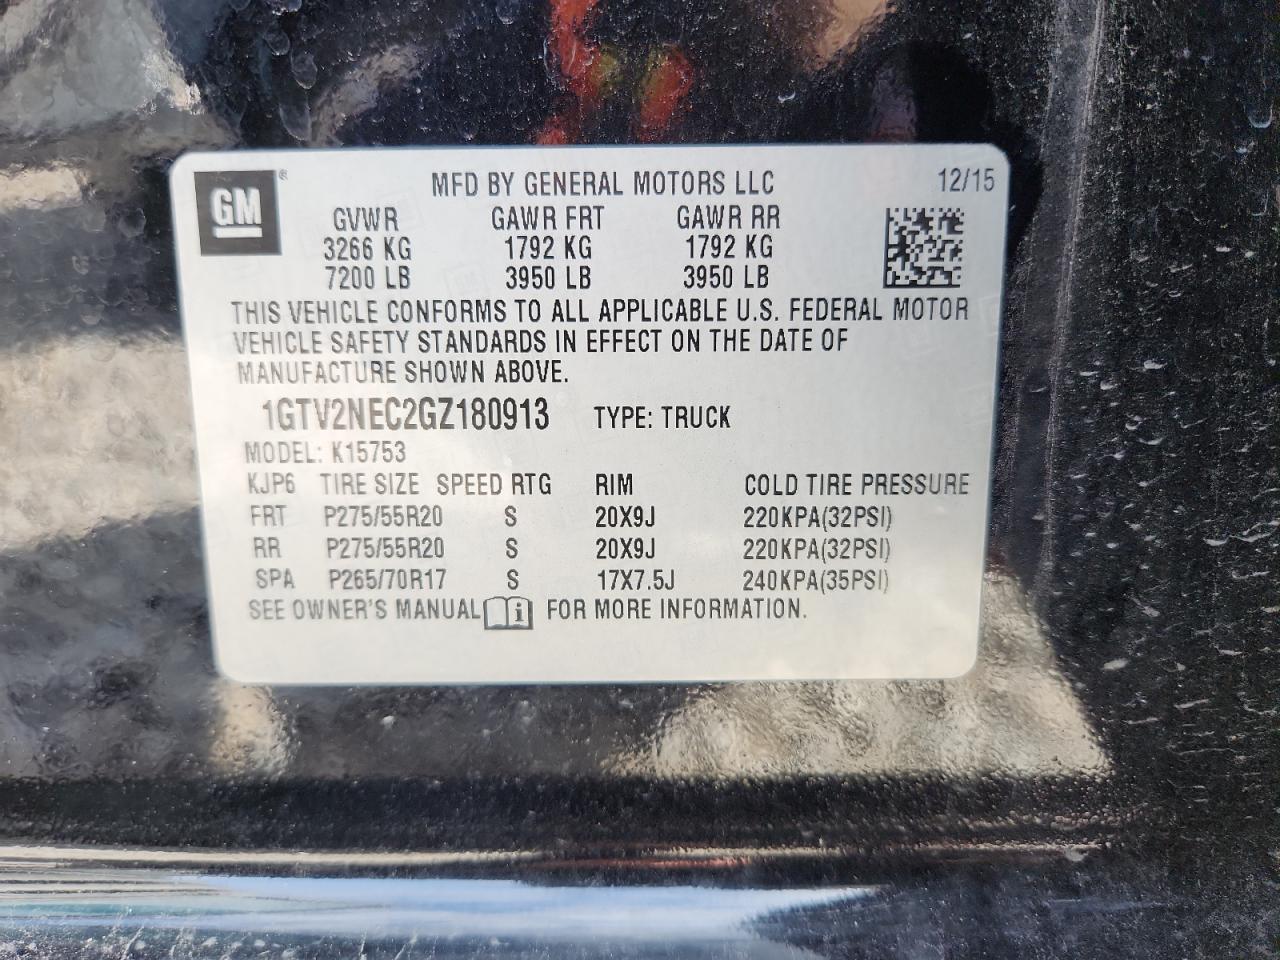 GM®
MFD BY GENERAL MOTORS LLC 12/15
GVWR GAWR FRT GAWR RR
3266 KG 1792 KG 1792 KG
7200 LB 3950 LB 3950 LB
THIS VEHICLE CONFORMS TO ALL APPLICABLE U.S. FEDERAL MOTOR
VEHICLE SAFETY STANDARDS IN EFFECT ON THE DATE OF
MANUFACTURE SHOWN ABOVE.
1GTV2NEC2GZ180913 TYPE: TRUCK
MODEL: K15753
KJP6 TIRE SIZE SPEED RTG RIM COLD TIRE PRESSURE
FRT P275/55R20 S 20X9J 220KPA(32PSI)
RR P275/55R20 S 20X9J 220KPA(32PSI)
SPA P265/70R17 S 17X7.5J 240KPA(35PSI)
SEE OWNER'S MANUAL i FOR MORE INFORMATION.